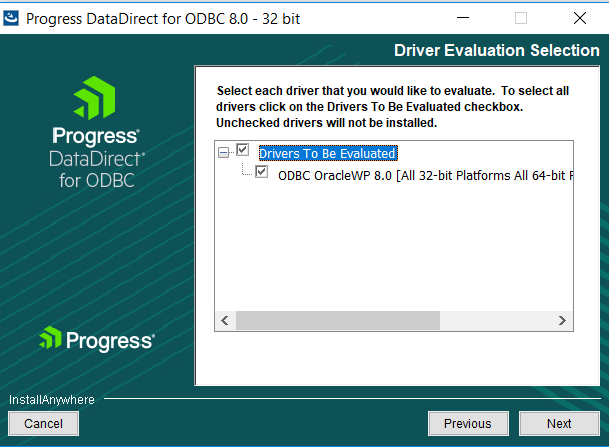 Progress DataDirect for ODBC 8.0 - 32 bit
Driver Evaluation Selection
Progress®
DataDirect®
for ODBC
Select each driver that you would like to evaluate. To select all
drivers click on the Drivers To Be Evaluated checkbox.
Unchecked drivers will not be installed.
Drivers To Be Evaluated
ODBC OracleWP 8.0 [All 32-bit Platforms All 64-bit
Progress®
InstallAnywhere
Cancel
Previous
Next